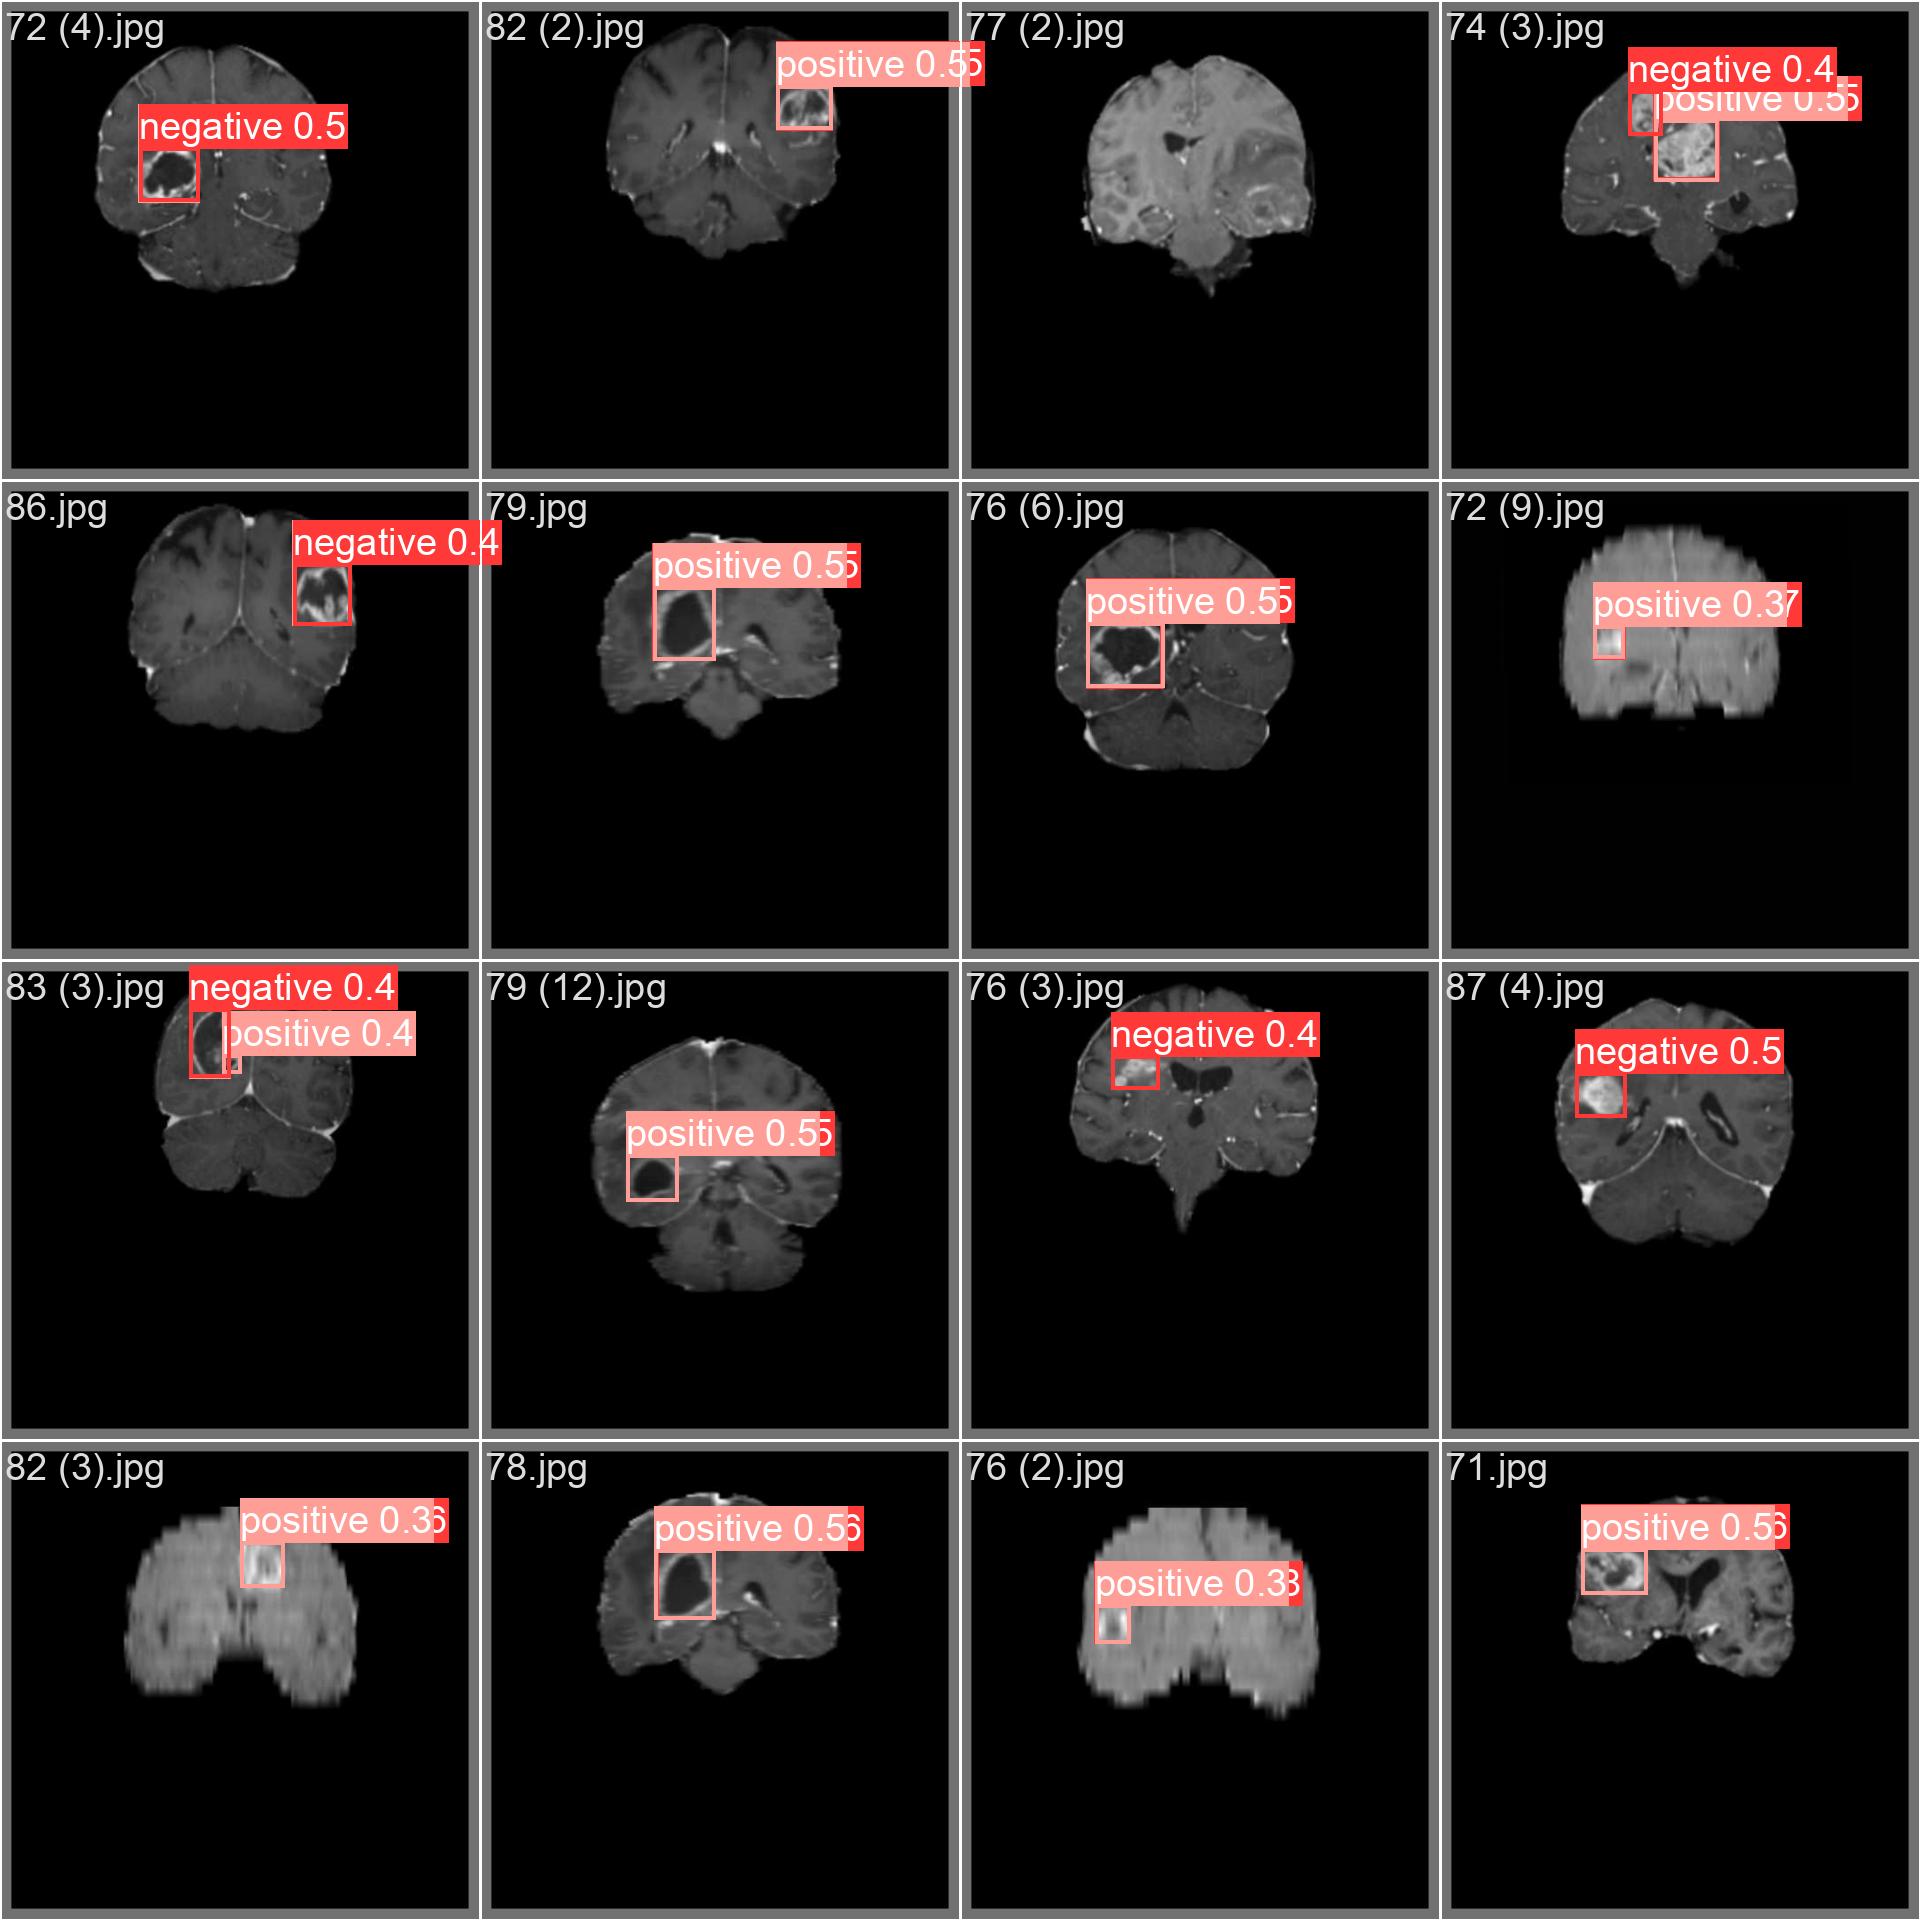 72 (4).jpg
negative 0.5
82 (2).jpg
positive 0.5
77 (2).jpg
74 (3).jpg
negative 0.4
positive 0.5
86.jpg
negative 0.4
79.jpg
positive 0.5
76 (6).jpg
positive 0.5
72 (9).jpg
positive 0.3
83 (3).jpg
negative 0.4
positive 0.4
79 (12).jpg
positive 0.5
76 (3).jpg
negative 0.4
87 (4).jpg
negative 0.5
82 (3).jpg
positive 0.3
78.jpg
positive 0.5
76 (2).jpg
positive 0.3
71.jpg
positive 0.5